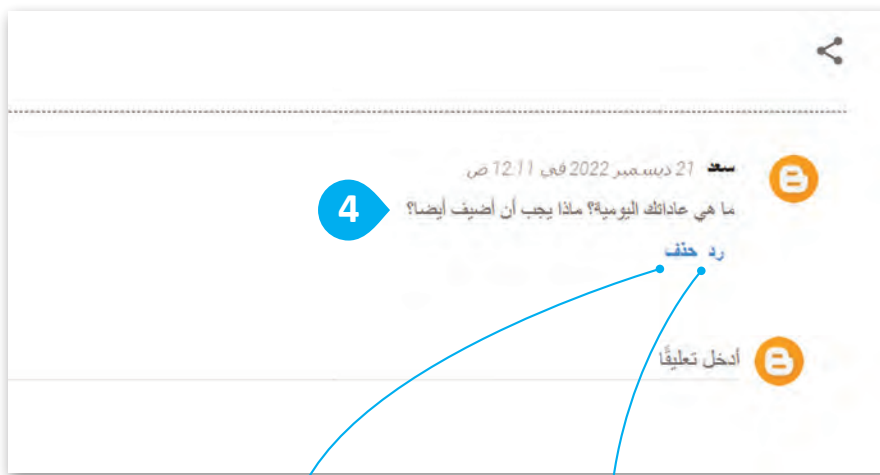 سعد 21 ديسمبر 2022 في 12:11 ص
ما هي عاداتك اليومية؟ ماذا يجب أن أضيف أيضا؟
4
رد حذف
أدخل تعليقًا